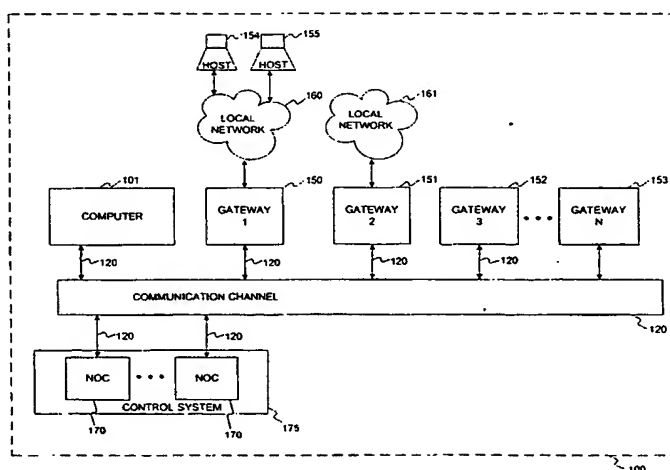 154
155
HOST
HOST
160
161
LOCAL
NETWORK
LOCAL
NETWORK
101
150
151
152
153
COMPUTER
GATEWAY
1
GATEWAY
2
GATEWAY
3
GATEWAY
N
120
120
120
120
COMMUNICATION CHANNEL
120
120
120
NOC
NOC
CONTROL SYSTEM
170
170
175
100